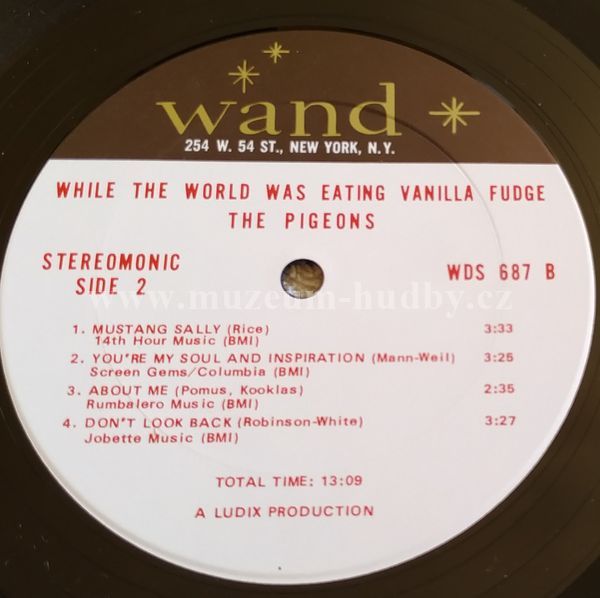 wand
254 W. 54 ST., NEW YORK, N.Y.
WHILE THE WORLD WAS EATING VANILLA FUDGE
THE PIGEONS
STEREOMONIC
SIDE 2
WDS 687 B
www.muzeum-hudby.cz
1. MUSTANG SALLY (Rice) 3:33
14th Hour Music (BMI)
2. YOU'RE MY SOUL AND INSPIRATION (Mann-Weil) 3:25
Screen Gems/Columbia (BMI)
3. ABOUT ME (Pomus, Kooklas) 2:35
Rumbalero Music (BMI)
4. DON'T LOOK BACK (Robinson-White) 3:27
Jobette Music (BMI)
TOTAL TIME: 13:09
A LUDIX PRODUCTION